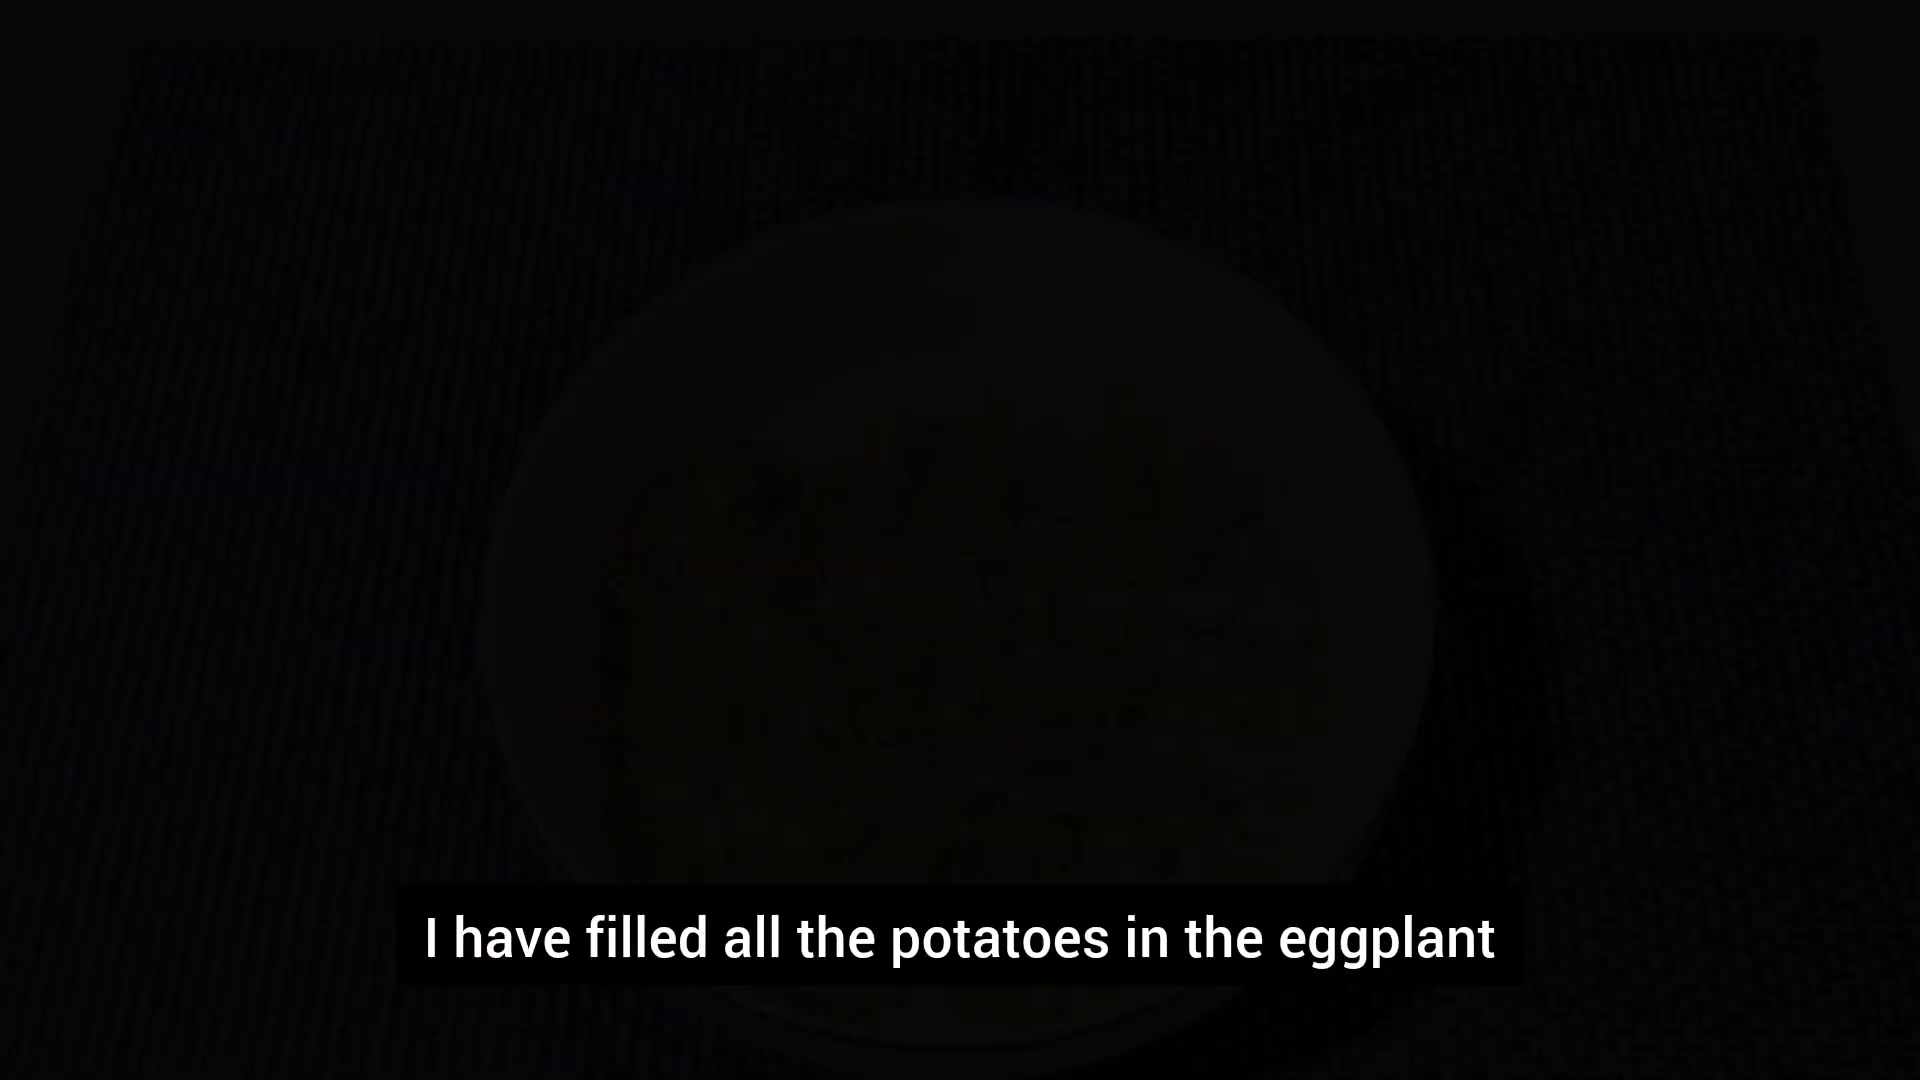 I have filled all the potatoes in the eggplant